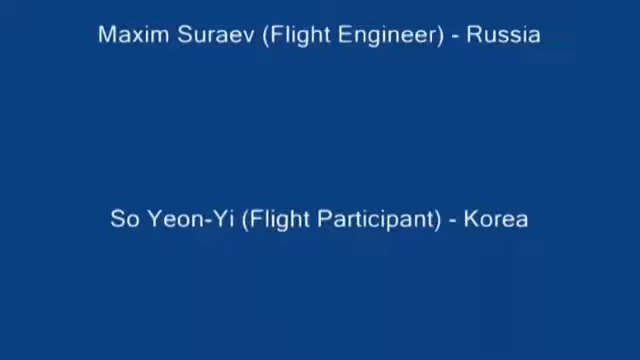 Maxim Suraev (Flight Engineer) - Russia
So Yeon-Yi (Flight Participant) - Korea